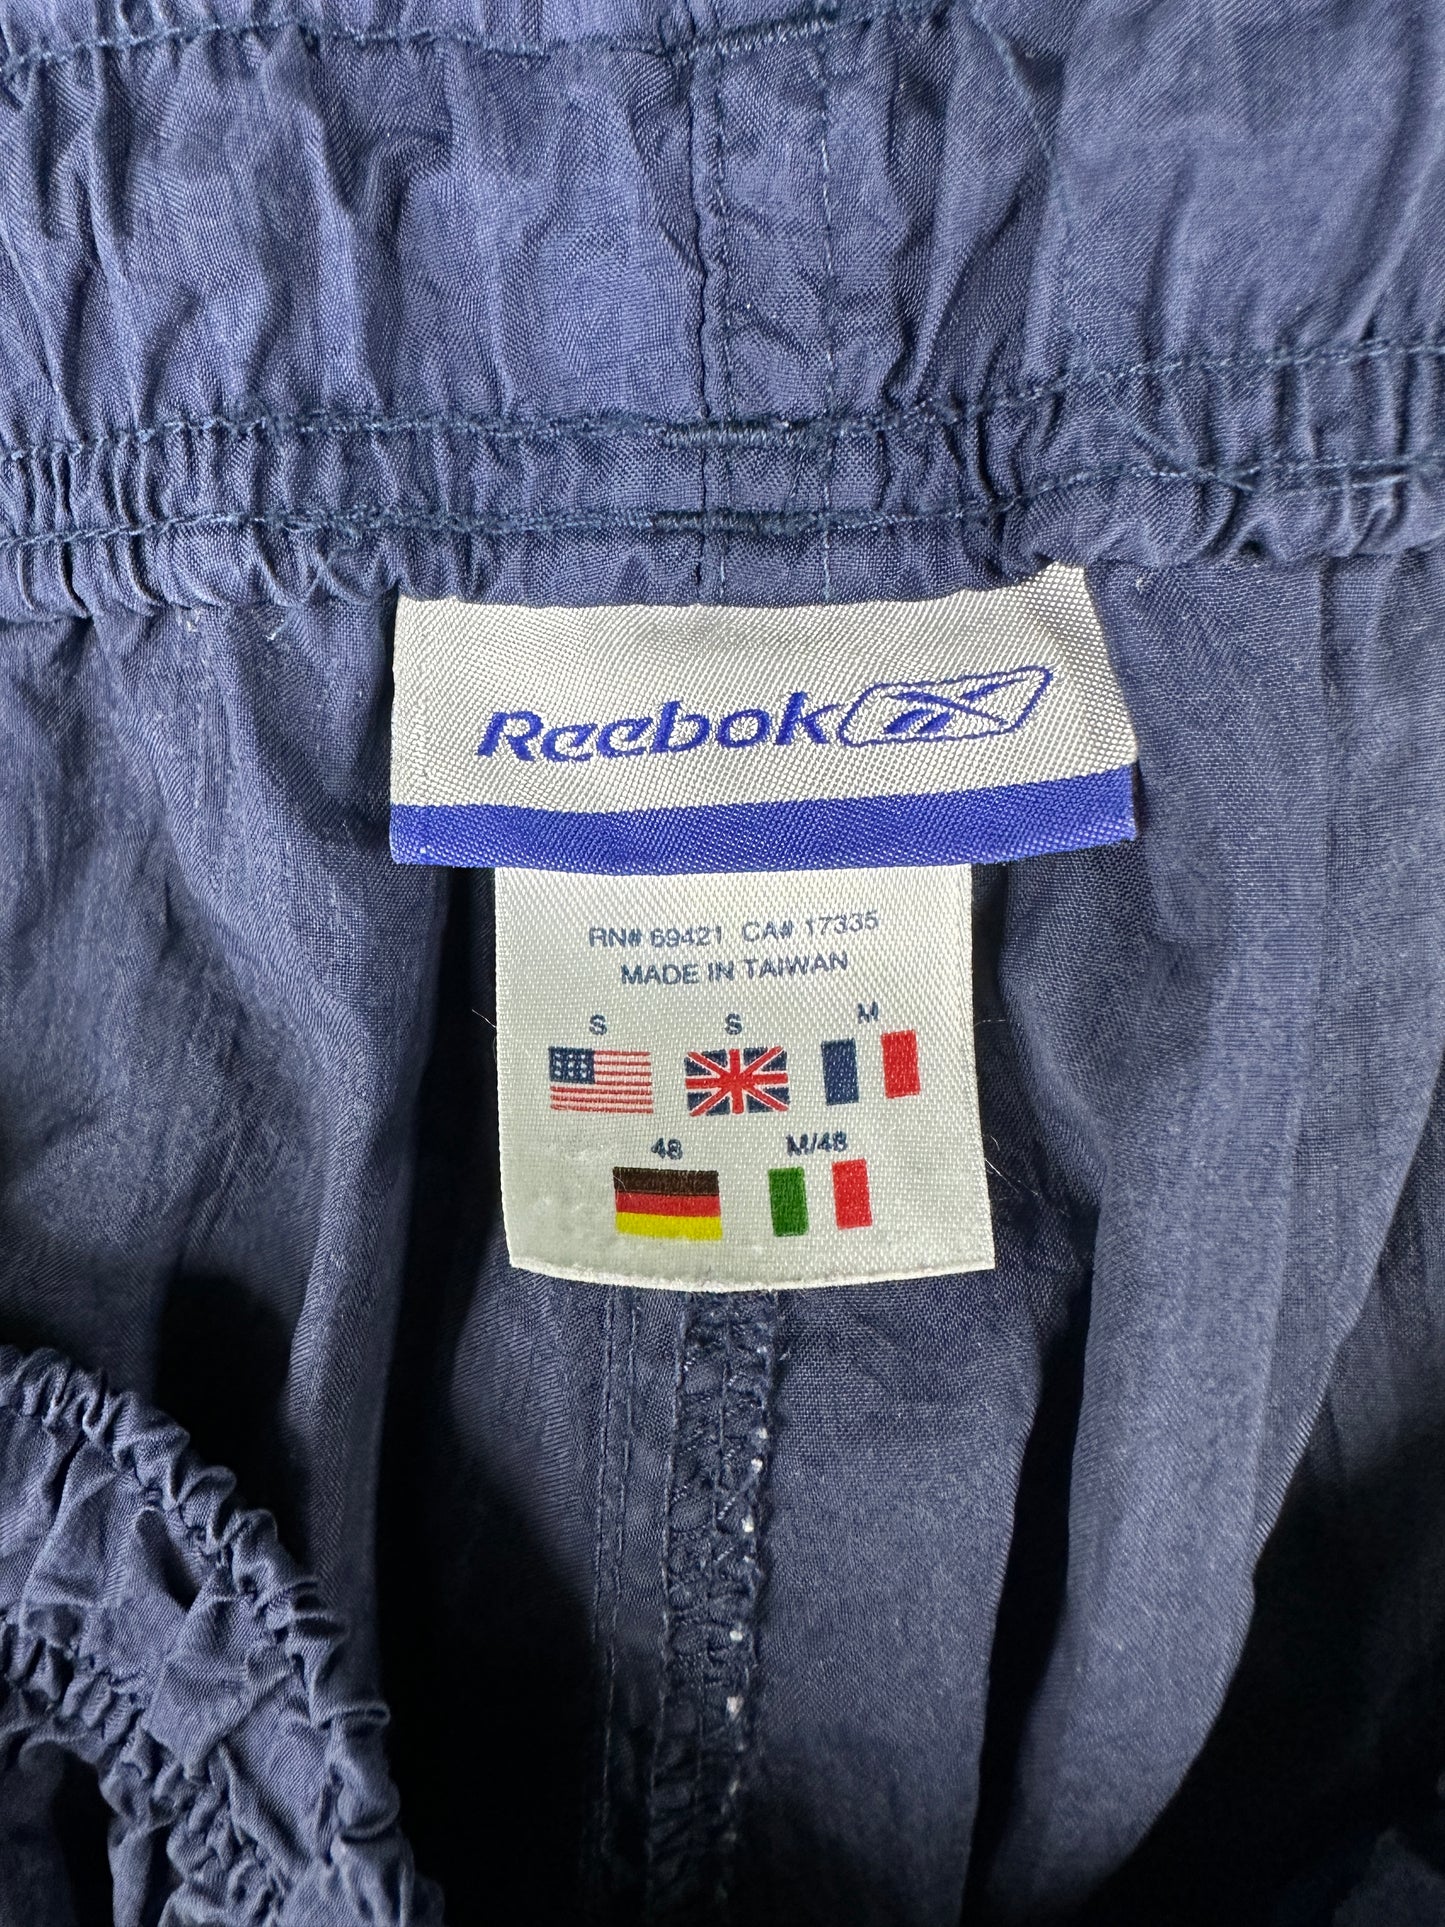 Reebok
RN# 69421 CA# 17335
MADE IN TAIWAN
S S M
48 M/48